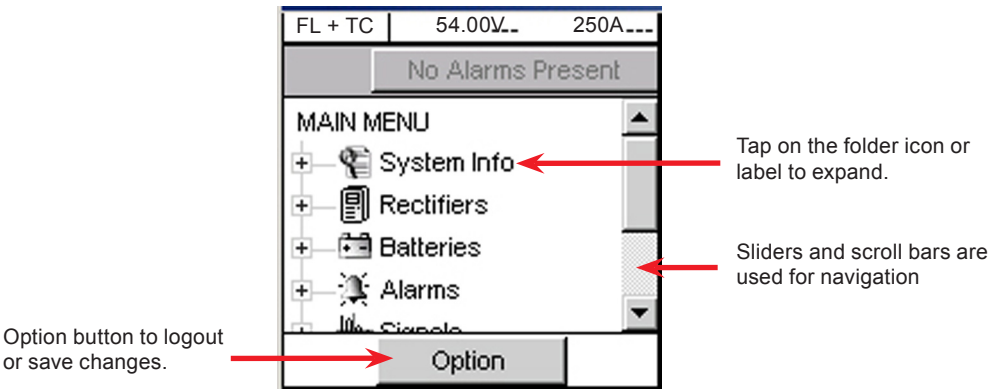 FL + TC 54.00V 250A
No Alarms Present
MAIN MENU
System Info
Rectifiers
Batteries
Alarms
Signals
Option
Tap on the folder icon or
label to expand.
Sliders and scroll bars are
used for navigation
Option button to logout
or save changes.